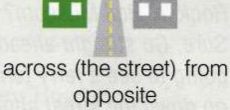 across (the street) from
opposite